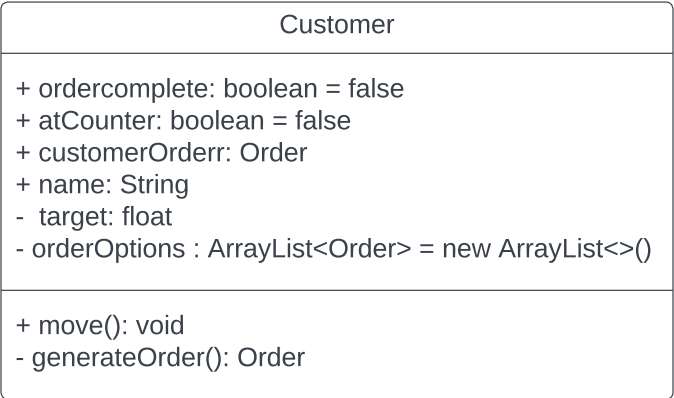 Customer
+ ordercomplete: boolean = false
+ atCounter: boolean = false
+ customerOrderr: Order
+ name: String
-  target: float
- orderOptions : ArrayList<Order> = new ArrayList<>()
+ move(): void
- generateOrder(): Order